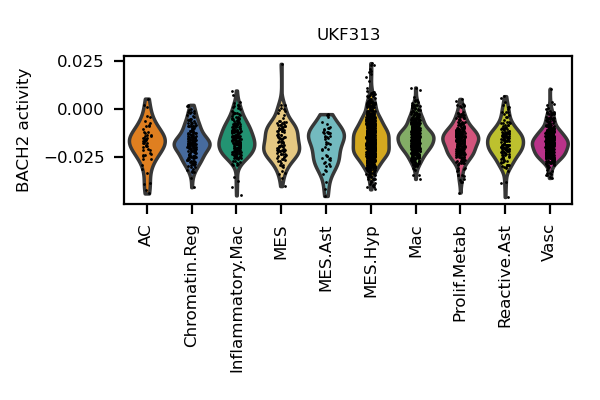 UKF313
BACH2 activity
0.025
0.000
−0.025
AC
Chromatin.Reg
Inflammatory.Mac
MES
MES.Ast
MES.Hyp
Mac
Prolif.Metab
Reactive.Ast
Vasc